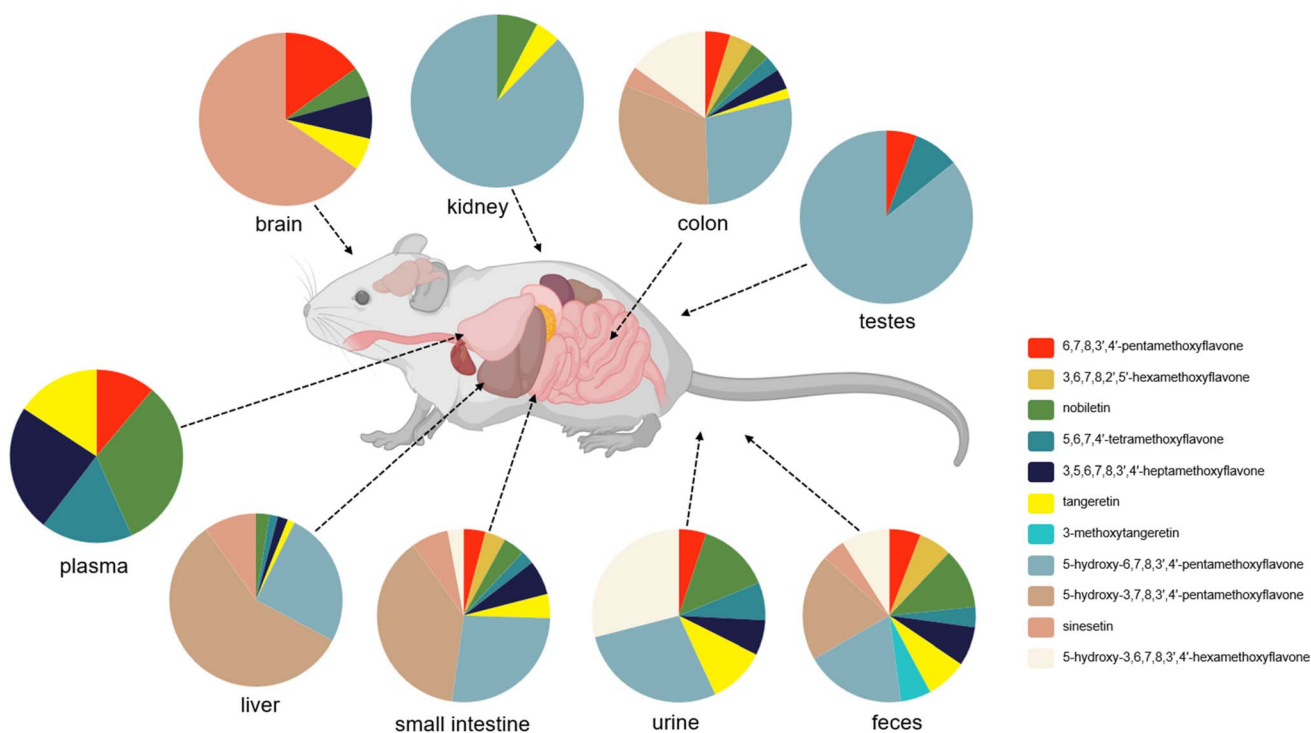 brain
kidney
colon
testes
plasma
liver
small intestine
urine
feces
6,7,8,3′,4′-pentamethoxyflavone
3,6,7,8,2′,5′-hexamethoxyflavone
nobiletin
5,6,7,4′-tetramethoxyflavone
3,5,6,7,8,3′,4′-heptamethoxyflavone
tangeretin
3-methoxytangeretin
5-hydroxy-6,7,8,3′,4′-pentamethoxyflavone
5-hydroxy-3,7,8,3′,4′-pentamethoxyflavone
sinesetin
5-hydroxy-3,6,7,8,3′,4′-hexamethoxyflavone